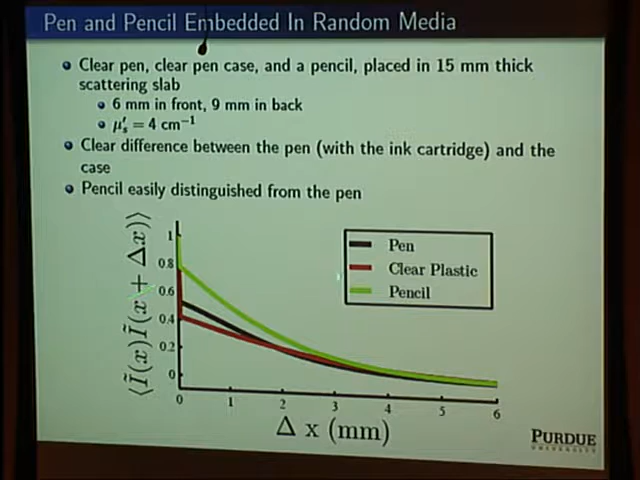 Pen and Pencil Embedded In Random Media
Clear pen, clear pen case, and a pencil, placed in 15 mm thick
scattering slab
6 mm in front, 9 mm in back
μ′s = 4 cm⁻¹
Clear difference between the pen (with the ink cartridge) and the
case
Pencil easily distinguished from the pen
⟨Ĩ(x)Ĩ(x + Δx)⟩
1
0.8
0.6
0.4
0.2
0
Pen
Clear Plastic
Pencil
0 1 2 3 4 5 6
Δ x (mm)
PURDUE
UNIVERSITY